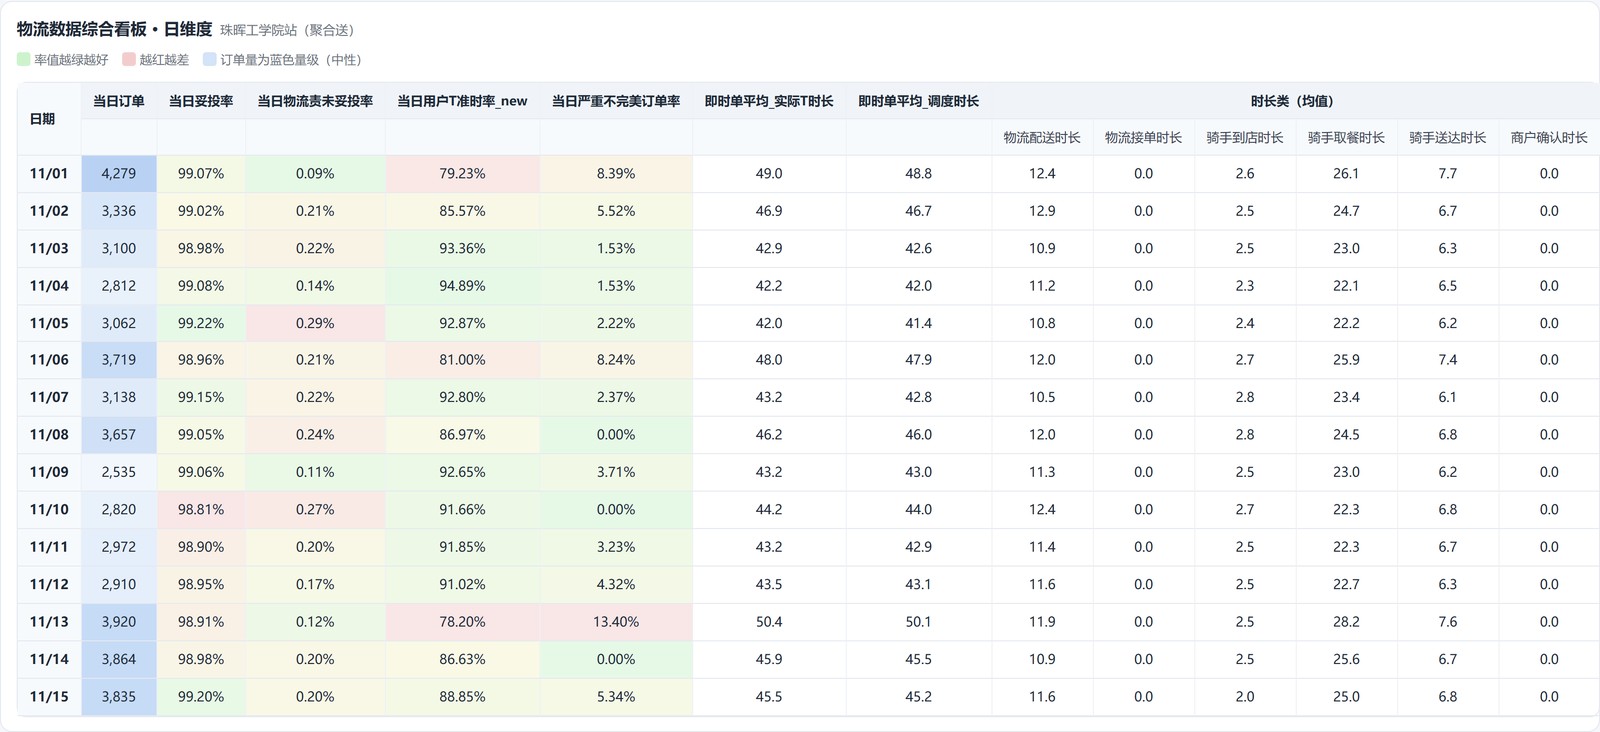 物流数据综合看板 • 日维度 珠晖工学院站（聚合送）
率值越绿越好 越红越差 订单量为蓝色量级（中性）
日期 当日订单 当日妥投率 当日物流责未妥投率 当日用户T准时率_new 当日严重不完美订单率 即时单平均_实际T时长 即时单平均_调度时长 时长类（均值）
物流配送时长 物流接单时长 骑手到店时长 骑手取餐时长 骑手送达时长 商户确认时长
11/01 4,279 99.07% 0.09% 79.23% 8.39% 49.0 48.8 12.4 0.0 2.6 26.1 7.7 0.0
11/02 3,336 99.02% 0.21% 85.57% 5.52% 46.9 46.7 12.9 0.0 2.5 24.7 6.7 0.0
11/03 3,100 98.98% 0.22% 93.36% 1.53% 42.9 42.6 10.9 0.0 2.5 23.0 6.3 0.0
11/04 2,812 99.08% 0.14% 94.89% 1.53% 42.2 42.0 11.2 0.0 2.3 22.1 6.5 0.0
11/05 3,062 99.22% 0.29% 92.87% 2.22% 42.0 41.4 10.8 0.0 2.4 22.2 6.2 0.0
11/06 3,719 98.96% 0.21% 81.00% 8.24% 48.0 47.9 12.0 0.0 2.7 25.9 7.4 0.0
11/07 3,138 99.15% 0.22% 92.80% 2.37% 43.2 42.8 10.5 0.0 2.8 23.4 6.1 0.0
11/08 3,657 99.05% 0.24% 86.97% 0.00% 46.2 46.0 12.0 0.0 2.8 24.5 6.8 0.0
11/09 2,535 99.06% 0.11% 92.65% 3.71% 43.2 43.0 11.3 0.0 2.5 23.0 6.2 0.0
11/10 2,820 98.81% 0.27% 91.66% 0.00% 44.2 44.0 12.4 0.0 2.7 22.3 6.8 0.0
11/11 2,972 98.90% 0.20% 91.85% 3.23% 43.2 42.9 11.4 0.0 2.5 22.3 6.7 0.0
11/12 2,910 98.95% 0.17% 91.02% 4.32% 43.5 43.1 11.6 0.0 2.5 22.7 6.3 0.0
11/13 3,920 98.91% 0.12% 78.20% 13.40% 50.4 50.1 11.9 0.0 2.5 28.2 7.6 0.0
11/14 3,864 98.98% 0.20% 86.63% 0.00% 45.9 45.5 10.9 0.0 2.5 25.6 6.7 0.0
11/15 3,835 99.20% 0.20% 88.85% 5.34% 45.5 45.2 11.6 0.0 2.0 25.0 6.8 0.0